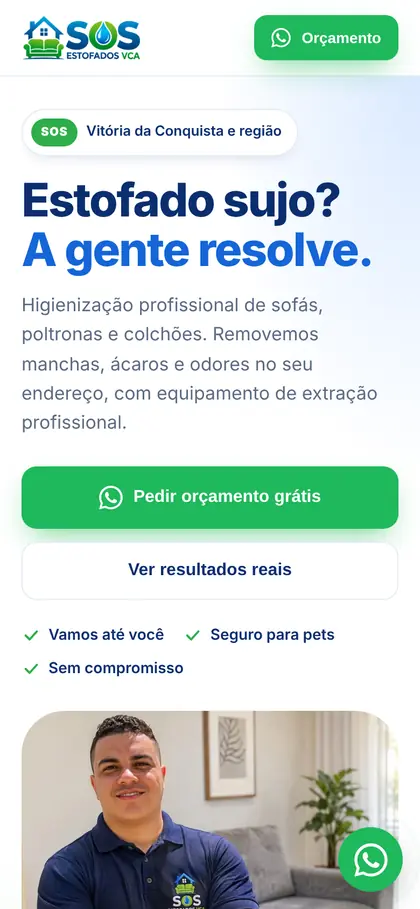 SOS
ESTOFADOS VCA
Orçamento
SOS Vitória da Conquista e região
Estofado sujo?
A gente resolve.
Higienização profissional de sofás,
poltronas e colchões. Removemos
manchas, ácaros e odores no seu
endereço, com equipamento de extração
profissional.
Pedir orçamento grátis
Ver resultados reais
Vamos até você
Seguro para pets
Sem compromisso
SOS